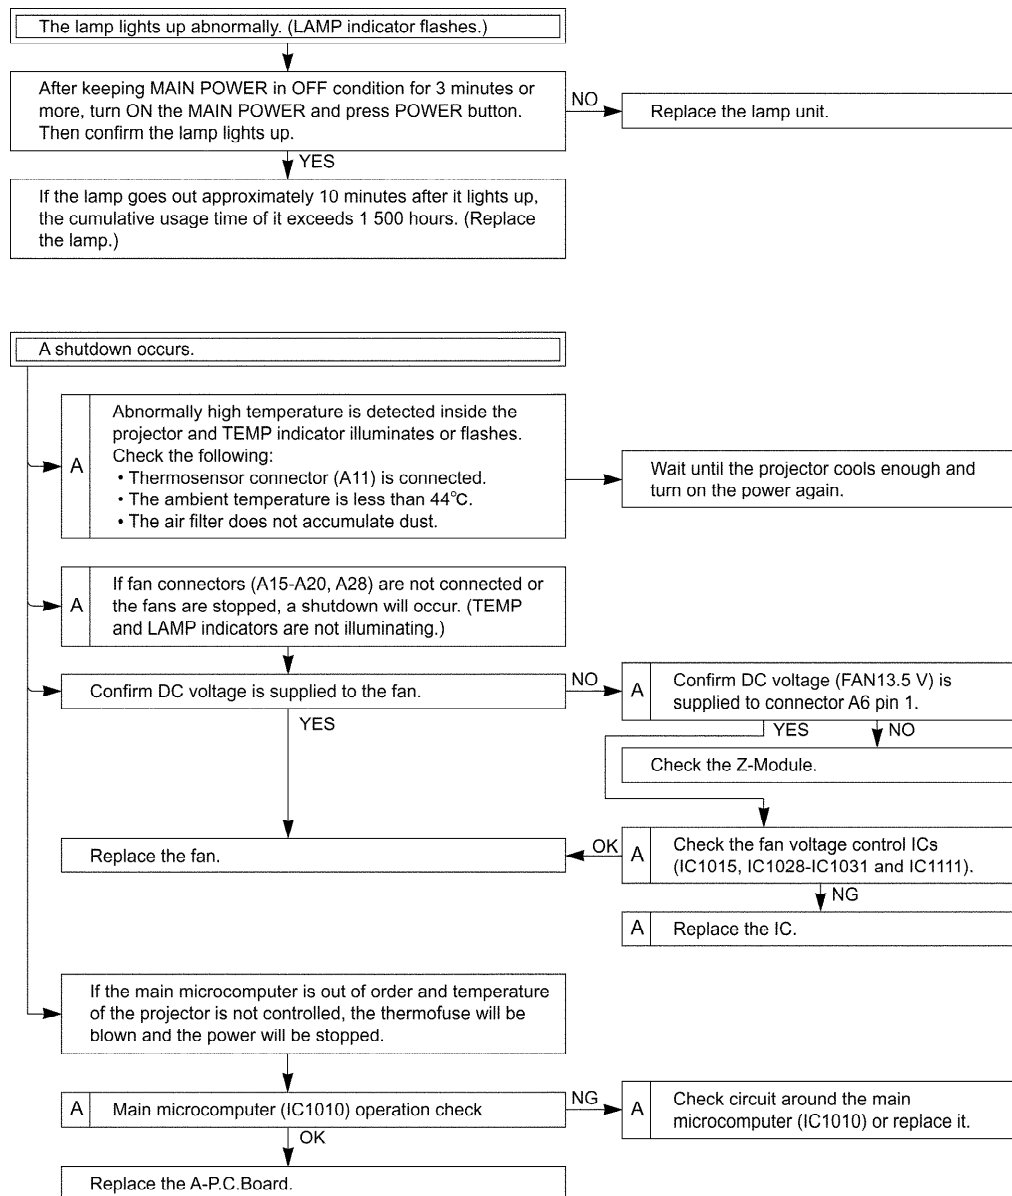 The lamp lights up abnormally. (LAMP indicator flashes.)
After keeping MAIN POWER in OFF condition for 3 minutes or
more, turn ON the MAIN POWER and press POWER button.
Then confirm the lamp lights up.
NO
Replace the lamp unit.
YES
If the lamp goes out approximately 10 minutes after it lights up,
the cumulative usage time of it exceeds 1 500 hours. (Replace
the lamp.)
A shutdown occurs.
A
Abnormally high temperature is detected inside the
projector and TEMP indicator illuminates or flashes.
Check the following:
• Thermosensor connector (A11) is connected.
• The ambient temperature is less than 44℃.
• The air filter does not accumulate dust.
Wait until the projector cools enough and
turn on the power again.
A
If fan connectors (A15-A20, A28) are not connected or
the fans are stopped, a shutdown will occur. (TEMP
and LAMP indicators are not illuminating.)
Confirm DC voltage is supplied to the fan.
NO
A
Confirm DC voltage (FAN13.5 V) is
supplied to connector A6 pin 1.
YES
YES
NO
Check the Z-Module.
Replace the fan.
OK
A
Check the fan voltage control ICs
(IC1015, IC1028-IC1031 and IC1111).
NG
A
Replace the IC.
If the main microcomputer is out of order and temperature
of the projector is not controlled, the thermofuse will be
blown and the power will be stopped.
A
Main microcomputer (IC1010) operation check
NG
A
Check circuit around the main
microcomputer (IC1010) or replace it.
OK
Replace the A-P.C.Board.